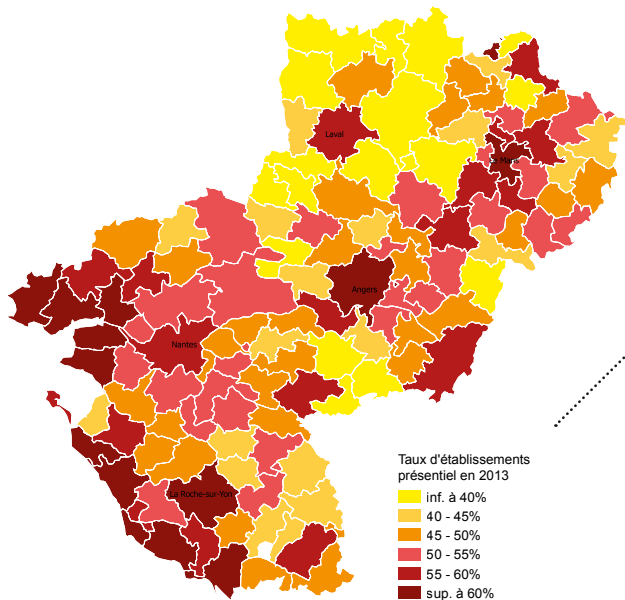 Laval
Le Mans
Angers
Nantes
La Roche-sur-Yon
Taux d'établissements
présentiel en 2013
inf. à 40%
40 - 45%
45 - 50%
50 - 55%
55 - 60%
sup. à 60%